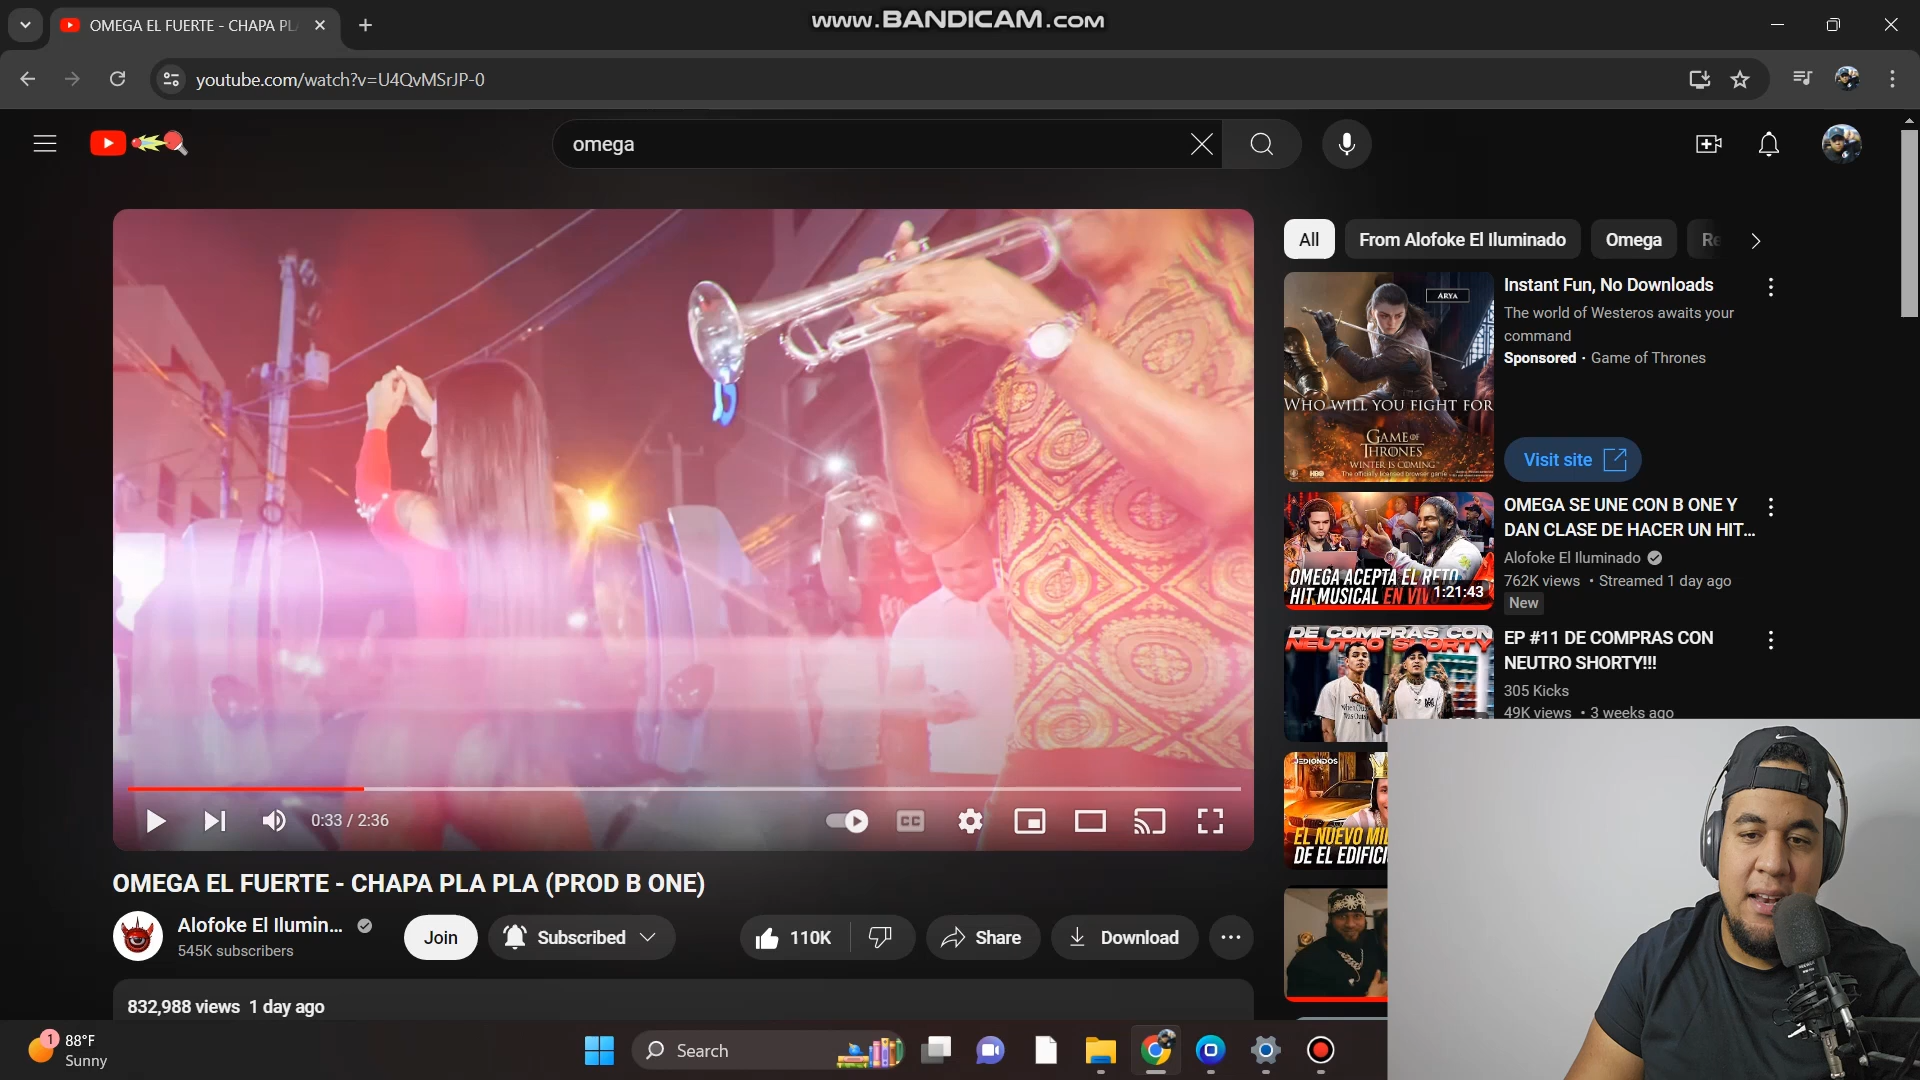 OMEGA EL FUERTE - CHAPA PL
www.BANDICAM.com
youtube.com/watch?v=U4QvMSrJP-0
omega
All
From Alofoke El Iluminado
Omega
Re
ARYA
WHO WILL YOU FIGHT FOR
GAME OF
THRONES
WINTER IS COMING
Instant Fun, No Downloads
The world of Westeros awaits your
command
Sponsored · Game of Thrones
Visit site
OMEGA ACEPTA EL RETO
HIT MUSICAL EN VIV
1:21:43
OMEGA SE UNE CON B ONE Y
DAN CLASE DE HACER UN HIT...
Alofoke El Iluminado
762K views • Streamed 1 day ago
New
DE COMPRAS CON
NEUTRO SHORTY
EP #11 DE COMPRAS CON
NEUTRO SHORTY!!!
305 Kicks
49K views • 3 weeks ago
EL NUEVO MI
DE EL EDIFICI
0:33 / 2:36
CC
OMEGA EL FUERTE - CHAPA PLA PLA (PROD B ONE)
Alofoke El Ilumin...
545K subscribers
Join
Subscribed
110K
Share
Download
832,988 views 1 day ago
1
88°F
Sunny
Search